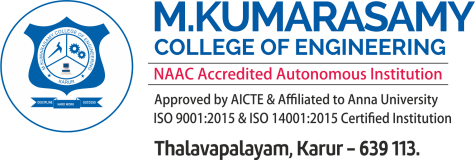 M.KUMARASAMY
COLLEGE OF ENGINEERING
NAAC Accredited Autonomous Institution
Approved by AICTE & Affiliated to Anna University
ISO 9001:2015 & ISO 14001:2015 Certified Institution
Thalavapalayam, Karur – 639 113.
M.KUMARASAMY COLLEGE OF ENGINEERING
KARUR
DISCIPLINE HARD WORK SUCCESS